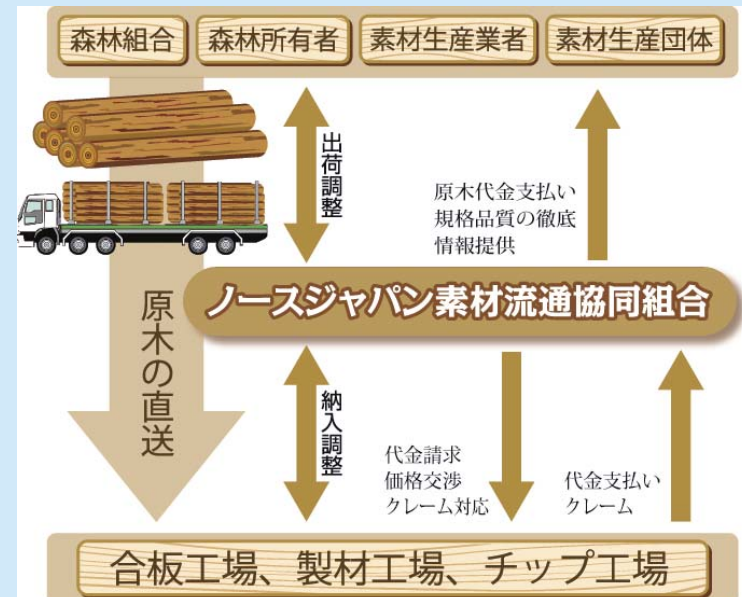 森林組合
森林所有者
素材生産業者
素材生産団体
出荷調整
原木代金支払い
規格品質の徹底
情報提供
ノースジャパン素材流通協同組合
原木の直送
納入調整
代金請求
価格交渉
クレーム対応
代金支払い
クレーム
合板工場、製材工場、チップ工場